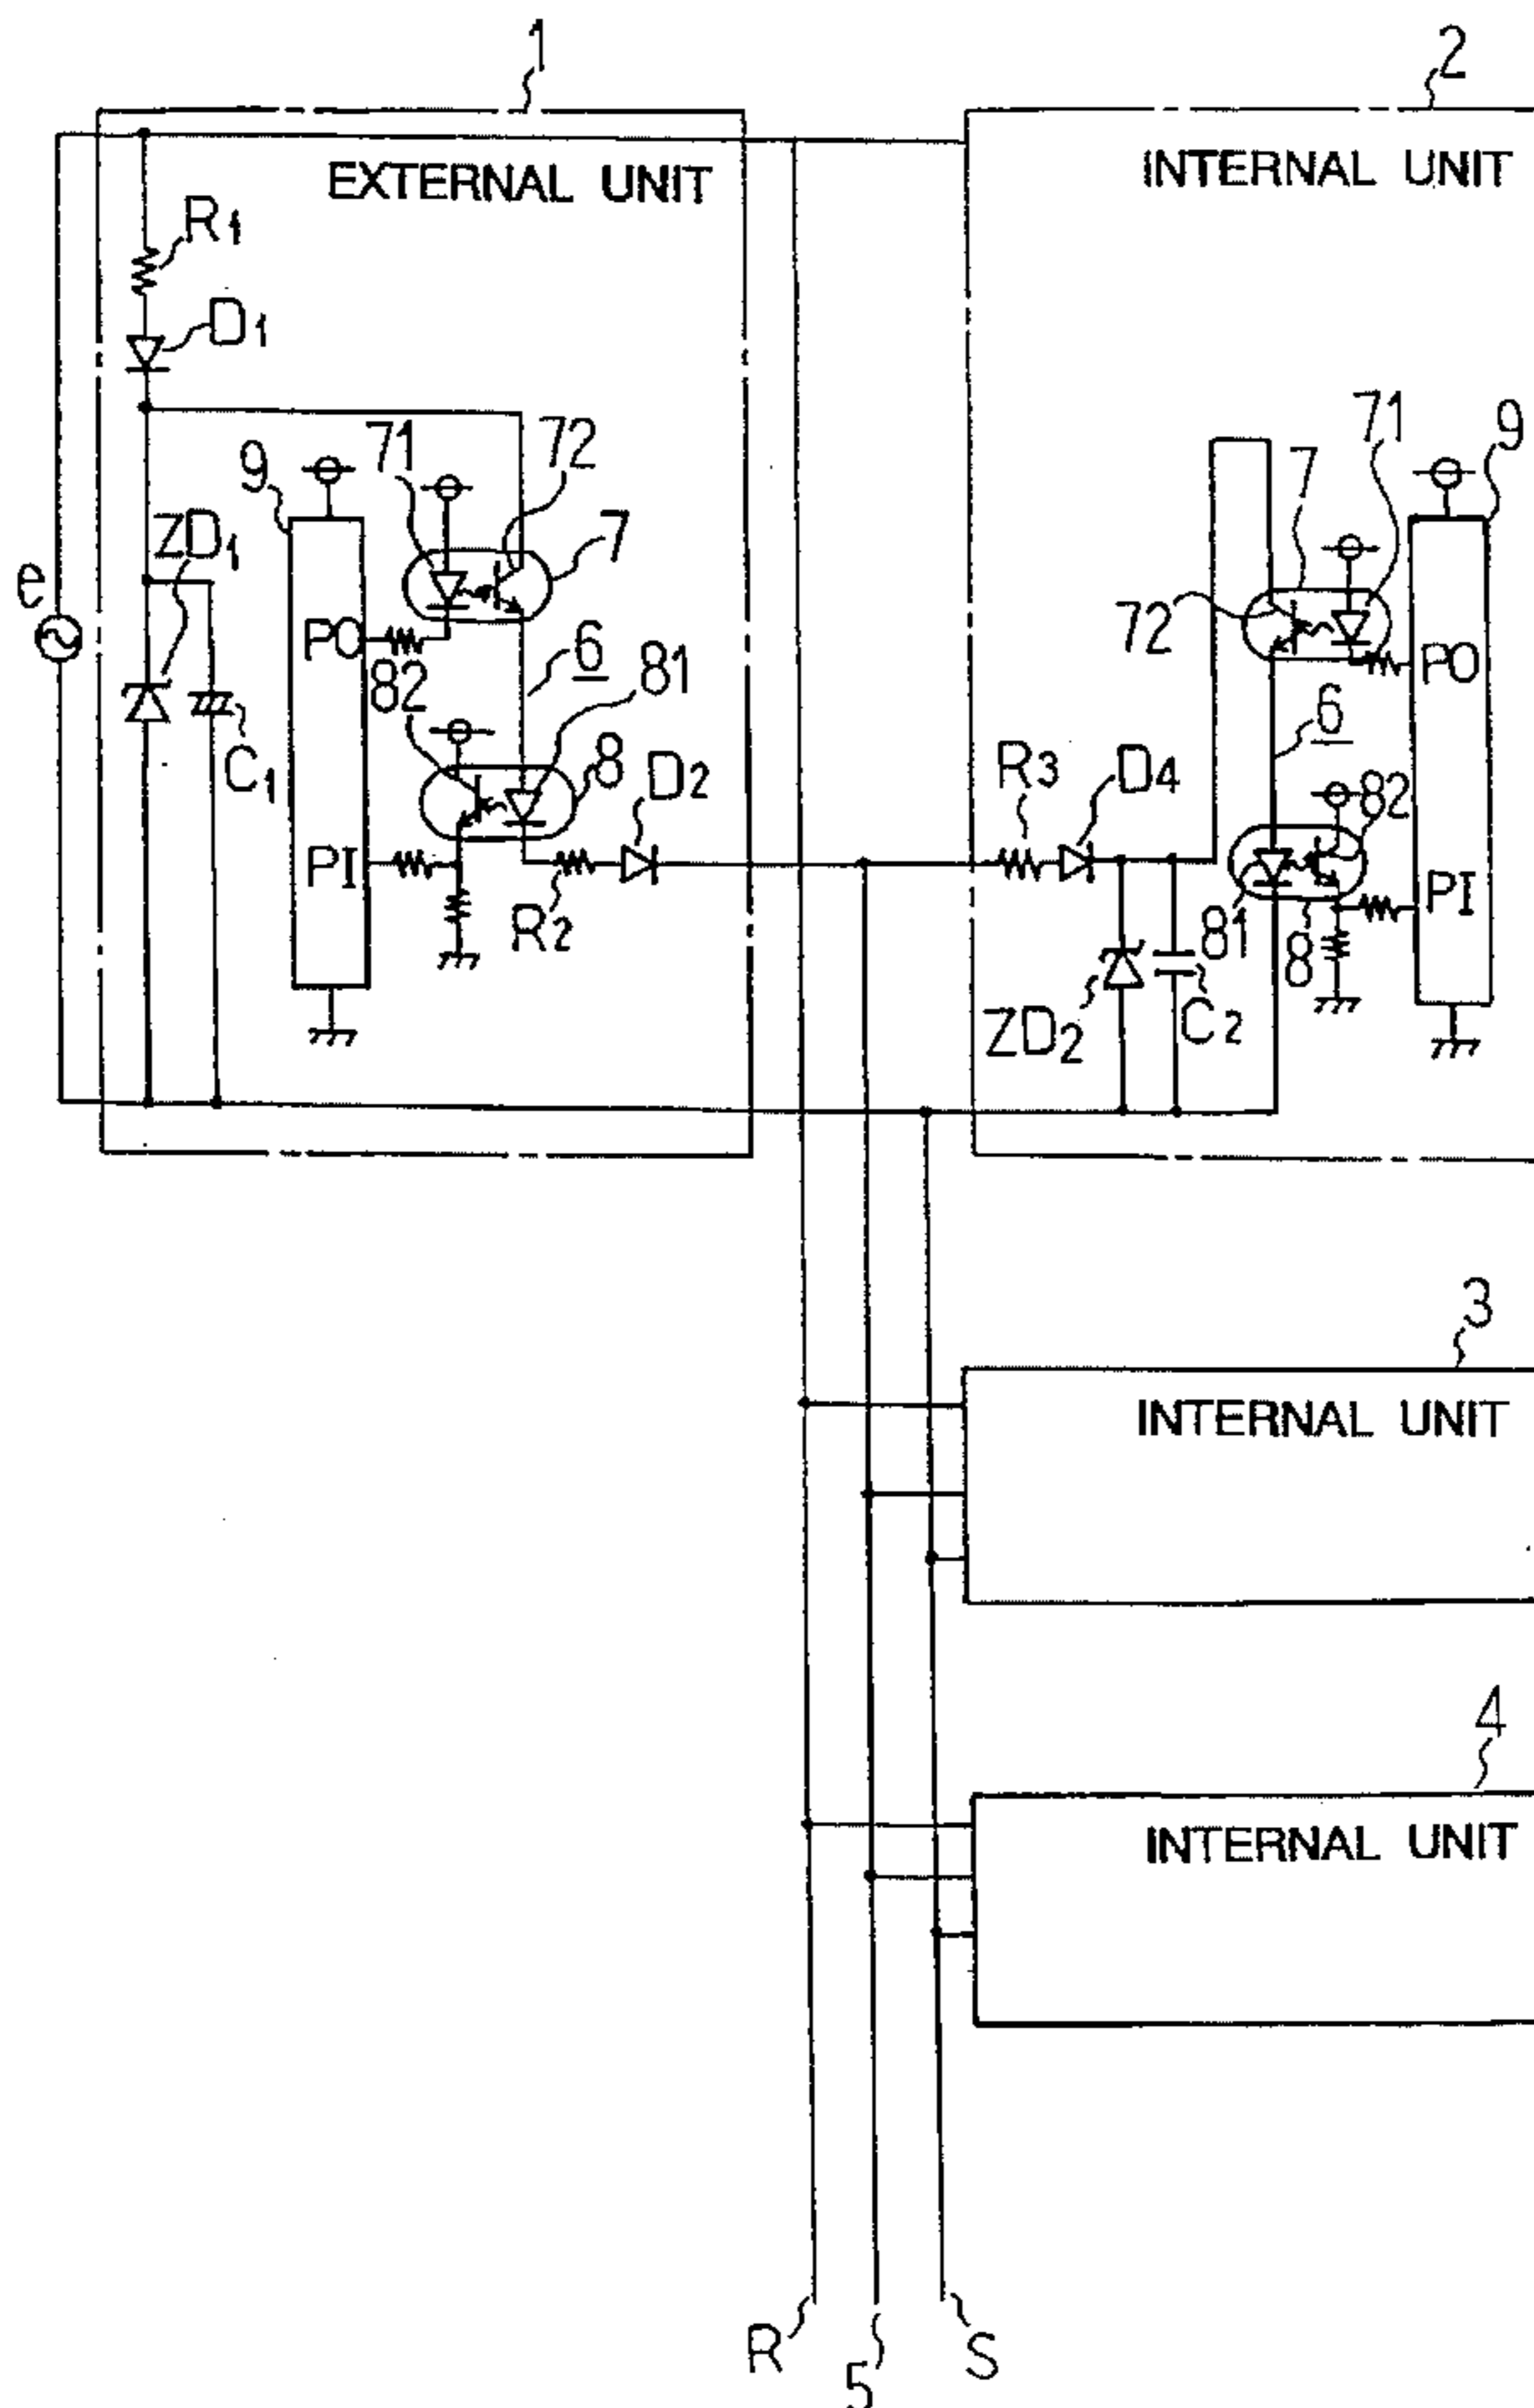 1
2
EXTERNAL UNIT
INTERNAL UNIT
R1
D1
9
71
72
7
ZD1
e
PO
82
6
81
C1
8
D2
PI
R2
71
9
7
72
PO
6
R3
D4
82
81
8
PI
ZD2
C2
3
INTERNAL UNIT
4
INTERNAL UNIT
R
5
S